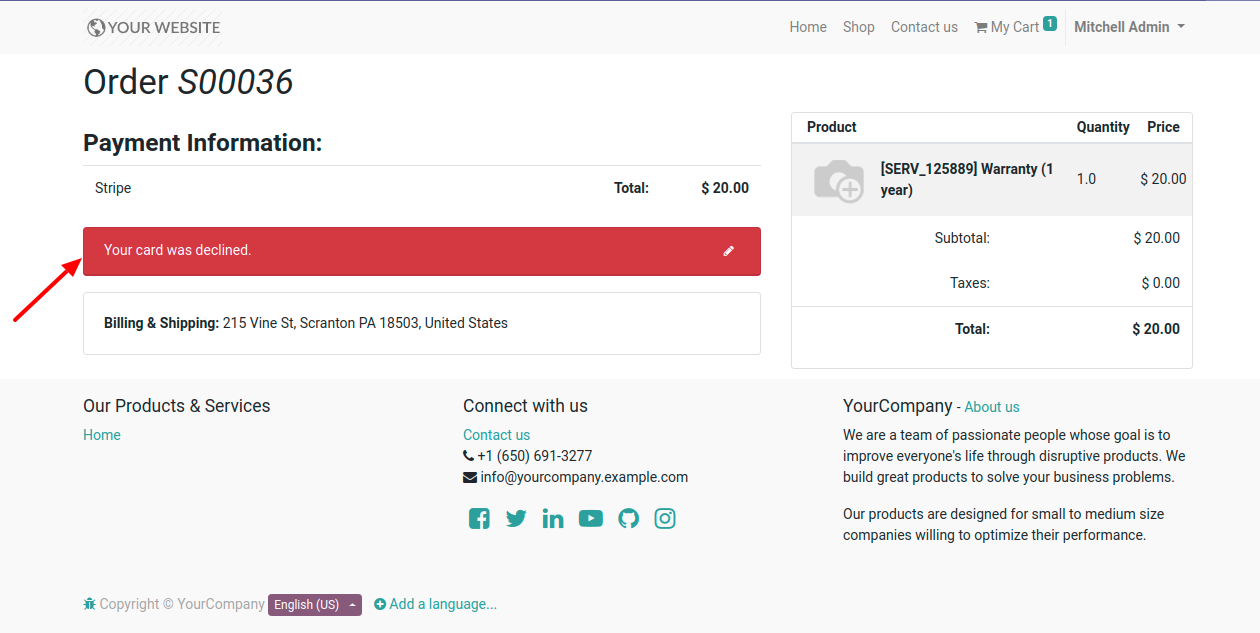 YOUR WEBSITE
Home Shop Contact us My Cart 1 Mitchell Admin
Order S00036
Payment Information:
Stripe Total: $ 20.00
Your card was declined.
Billing & Shipping: 215 Vine St, Scranton PA 18503, United States
Product Quantity Price
[SERV_125889] Warranty (1
year) 1.0 $ 20.00
Subtotal: $ 20.00
Taxes: $ 0.00
Total: $ 20.00
Our Products & Services
Home
Connect with us
Contact us
+1 (650) 691-3277
info@yourcompany.example.com
YourCompany - About us
We are a team of passionate people whose goal is to
improve everyone's life through disruptive products. We
build great products to solve your business problems.
Our products are designed for small to medium size
companies willing to optimize their performance.
Copyright © YourCompany English (US) Add a language...